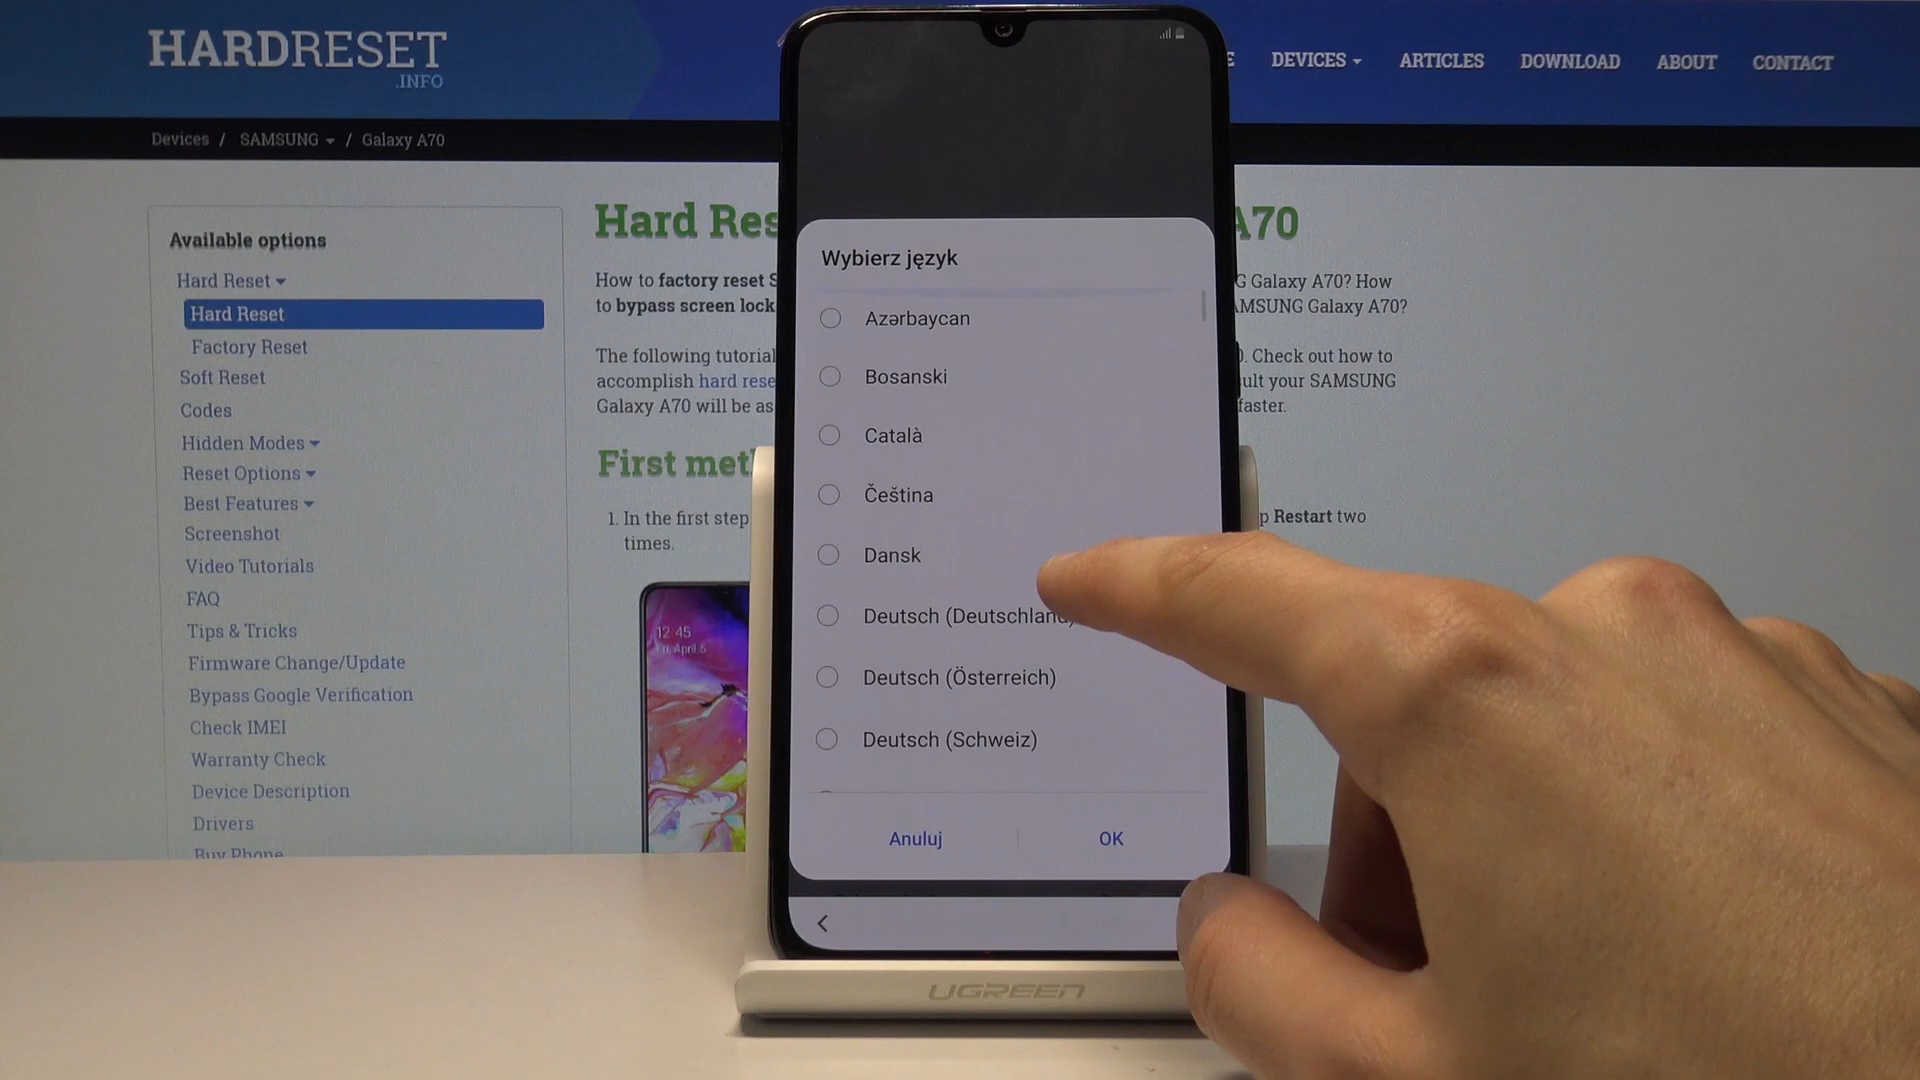 HARDRESET
.INFO
DEVICES
ARTICLES
DOWNLOAD
ABOUT
CONTACT
Devices / SAMSUNG / Galaxy A70
Available options
Hard Reset
Hard Reset
Factory Reset
Soft Reset
Codes
Hidden Modes
Reset Options
Best Features
Screenshot
Video Tutorials
FAQ
Tips & Tricks
Firmware Change/Update
Bypass Google Verification
Check IMEI
Warranty Check
Device Description
Drivers
Buy Phone
Hard Res
A70
How to factory reset S
G Galaxy A70? How
to bypass screen lock
AMSUNG Galaxy A70?
The following tutorial
. Check out how to
accomplish hard rese
ult your SAMSUNG
Galaxy A70 will be as
faster.
First met
1. In the first step
p Restart two
times.
12:45
Fri, April 5
Wybierz język
Azərbaycan
Bosanski
Català
Čeština
Dansk
Deutsch (Deutschland)
Deutsch (Österreich)
Deutsch (Schweiz)
Anuluj
OK
UGREEN